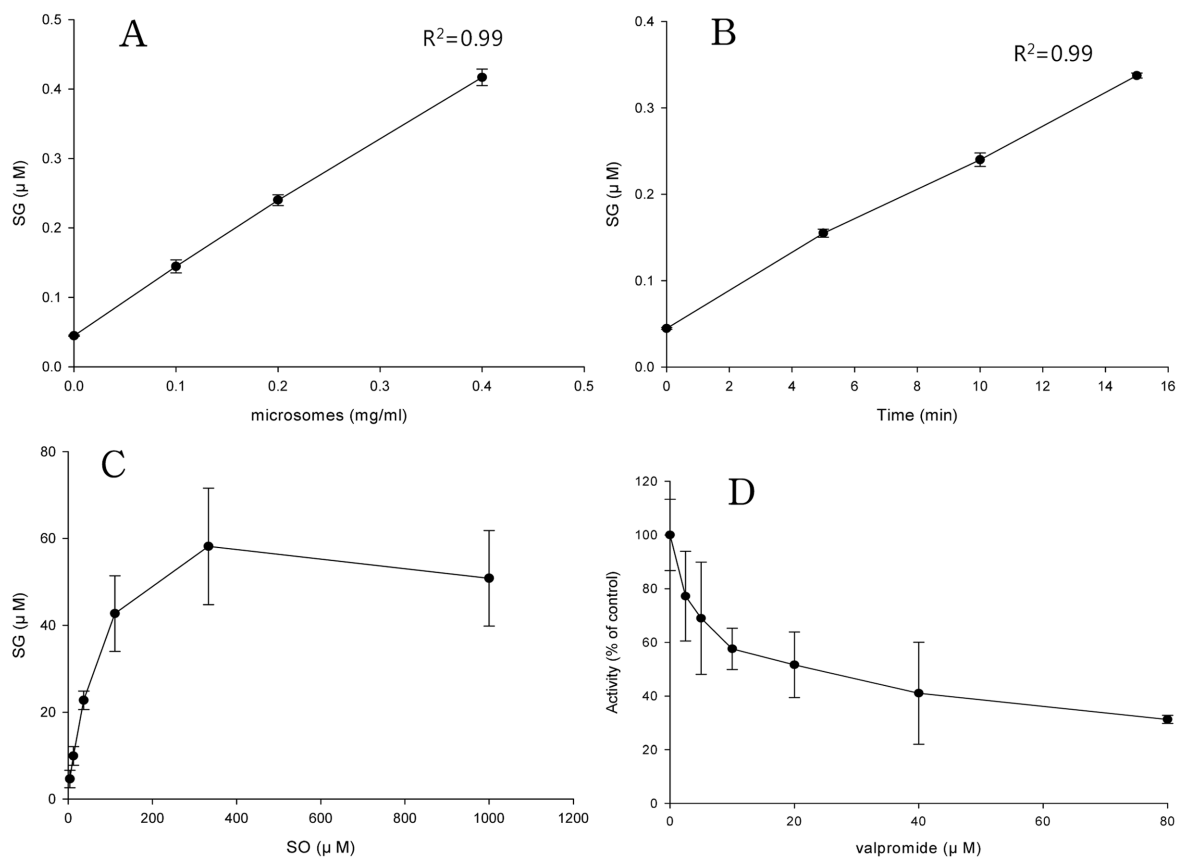 A
R²=0.99
0.5
0.4
0.3
0.2
0.1
0.0
SG (µ M)
0.0 0.1 0.2 0.3 0.4 0.5
microsomes (mg/ml)
B
R²=0.99
0.4
0.3
0.2
0.1
0.0
SG (µ M)
0 2 4 6 8 10 12 14 16
Time (min)
C
80
60
40
20
0
SG (µ M)
0 200 400 600 800 1000 1200
SO (µ M)
D
120
100
80
60
40
20
0
Activity (% of control)
0 20 40 60 80
valpromide (µ M)